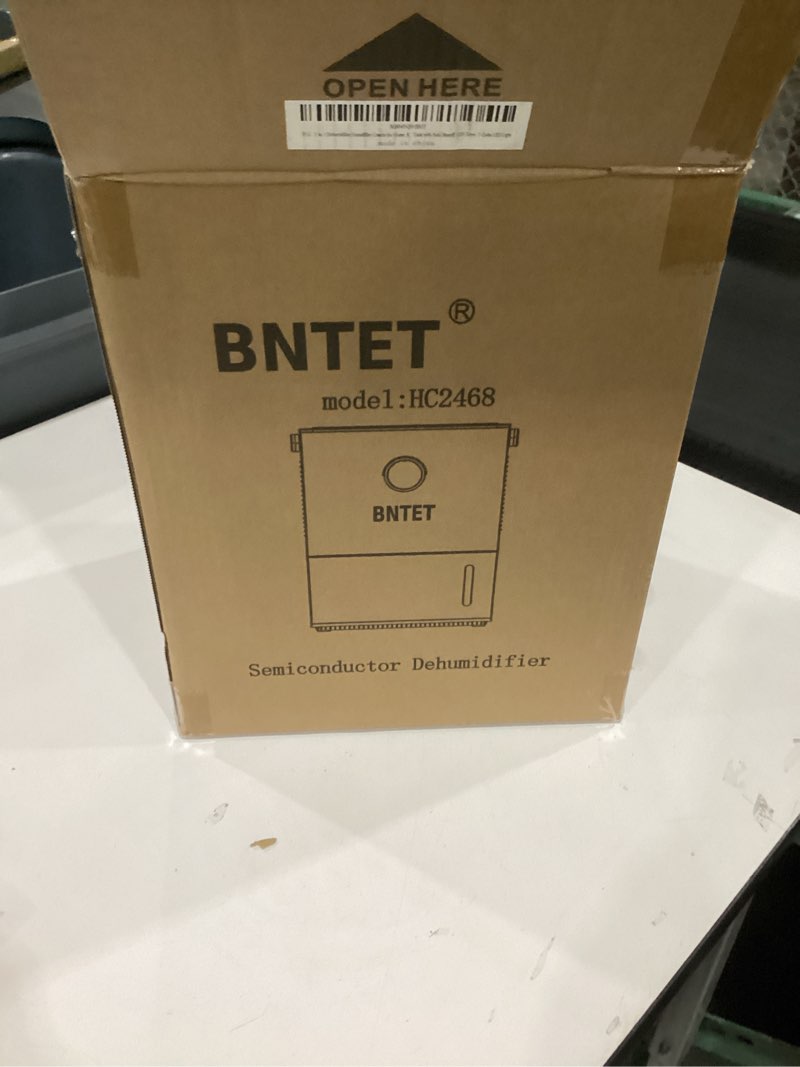 OPEN HERE
BNTET®
model:HC2468
BNTET
Semiconductor Dehumidifier